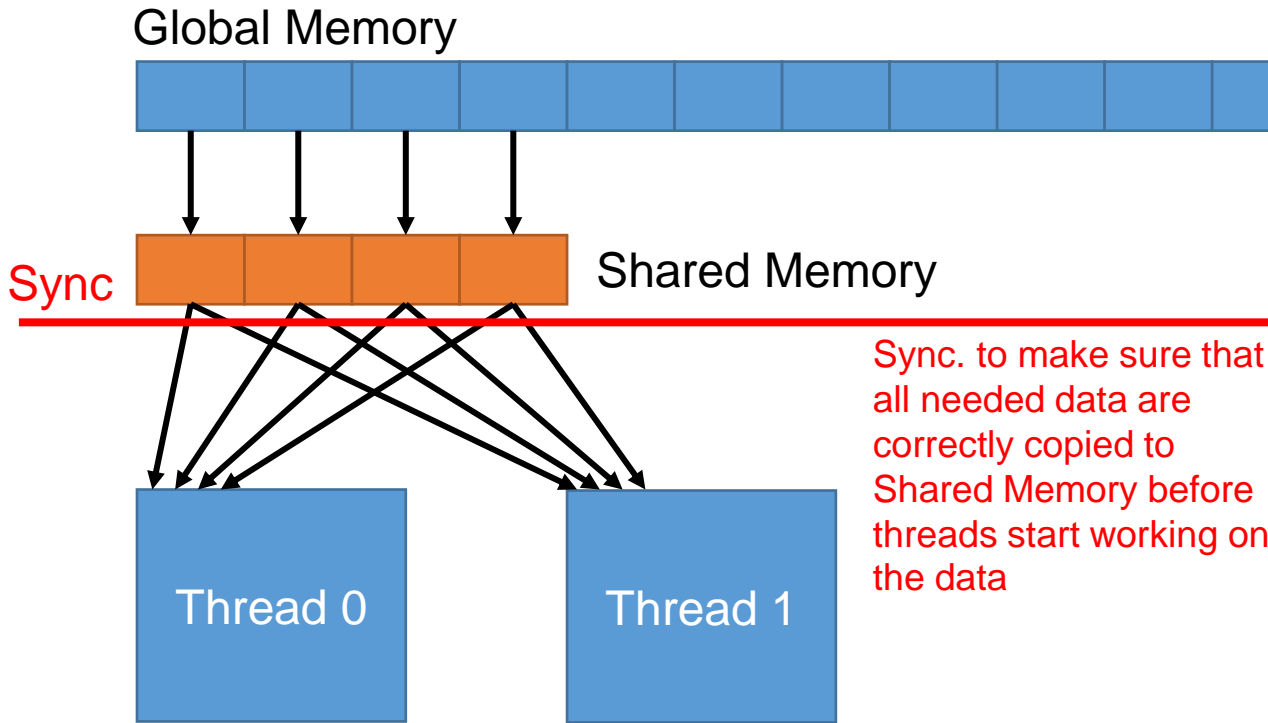 Global Memory
Sync
Shared Memory
Sync. to make sure that
all needed data are
correctly copied to
Shared Memory before
threads start working on
the data
Thread 0
Thread 1